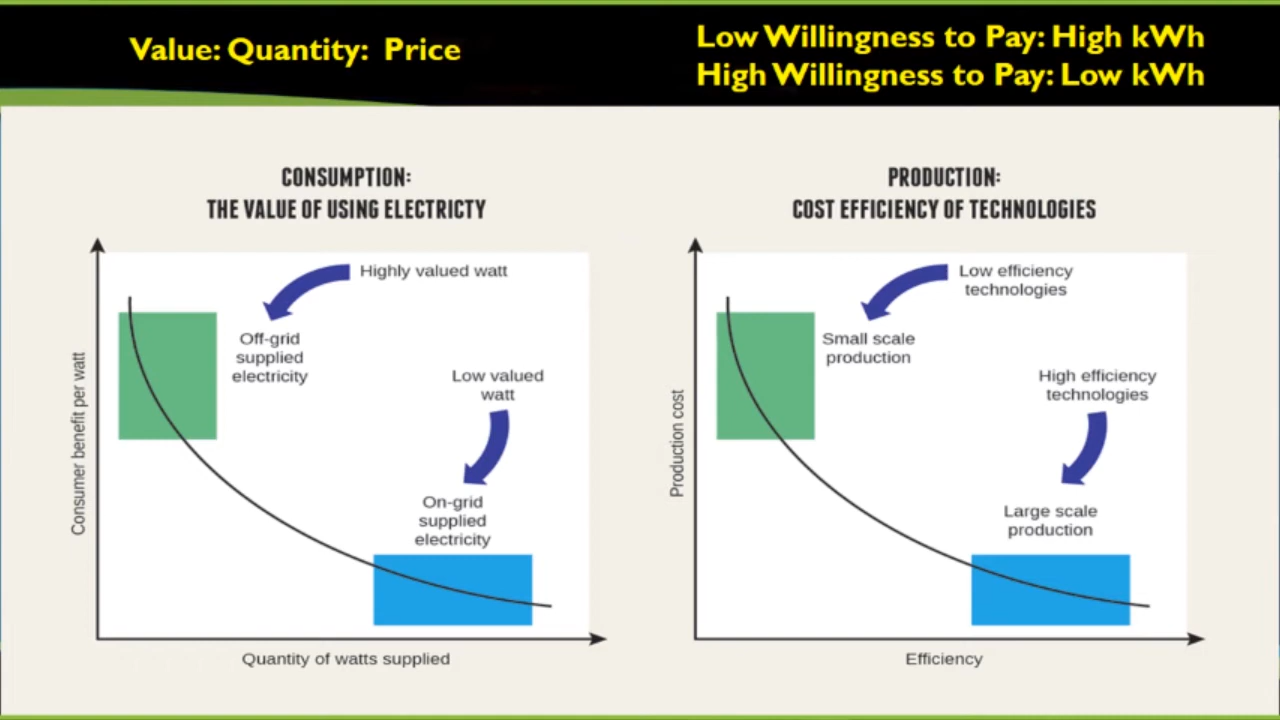 Value: Quantity: Price
Low Willingness to Pay: High kWh
High Willingness to Pay: Low kWh
CONSUMPTION:
THE VALUE OF USING ELECTRICTY
Consumer benefit per watt
Highly valued watt
Off-grid
supplied
electricity
Low valued
watt
On-grid
supplied
electricity
Quantity of watts supplied
PRODUCTION:
COST EFFICIENCY OF TECHNOLOGIES
Production cost
Low efficiency
technologies
Small scale
production
High efficiency
technologies
Large scale
production
Efficiency